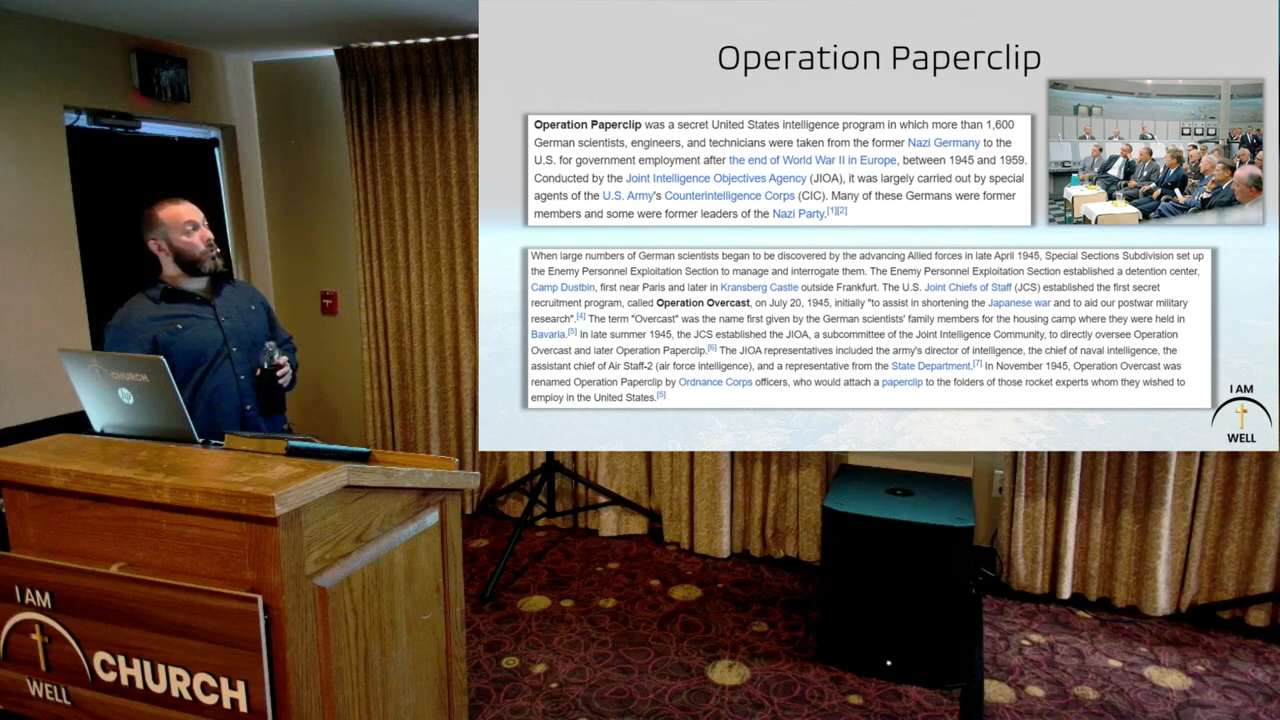 Operation Paperclip
Operation Paperclip was a secret United States intelligence program in which more than 1,600
German scientists, engineers, and technicians were taken from the former Nazi Germany to the
U.S. for government employment after the end of World War II in Europe, between 1945 and 1959.
Conducted by the Joint Intelligence Objectives Agency (JIOA), it was largely carried out by special
agents of the U.S. Army's Counterintelligence Corps (CIC). Many of these Germans were former
members and some were former leaders of the Nazi Party.[1][2]
When large numbers of German scientists began to be discovered by the advancing Allied forces in late April 1945, Special Sections Subdivision set up
the Enemy Personnel Exploitation Section to manage and interrogate them. The Enemy Personnel Exploitation Section established a detention center,
Camp Dustbin, first near Paris and later in Kransberg Castle outside Frankfurt. The U.S. Joint Chiefs of Staff (JCS) established the first secret
recruitment program, called Operation Overcast, on July 20, 1945, initially "to assist in shortening the Japanese war and to aid our postwar military
research".[4] The term "Overcast" was the name first given by the German scientists' family members for the housing camp where they were held in
Bavaria.[5] In late summer 1945, the JCS established the JIOA, a subcommittee of the Joint Intelligence Community, to directly oversee Operation
Overcast and later Operation Paperclip.[6] The JIOA representatives included the army's director of intelligence, the chief of naval intelligence, the
assistant chief of Air Staff-2 (air force intelligence), and a representative from the State Department.[7] In November 1945, Operation Overcast was
renamed Operation Paperclip by Ordnance Corps officers, who would attach a paperclip to the folders of those rocket experts whom they wished to
employ in the United States.[5]
I AM
WELL
CHURCH
hp
I AM
WELL
CHURCH